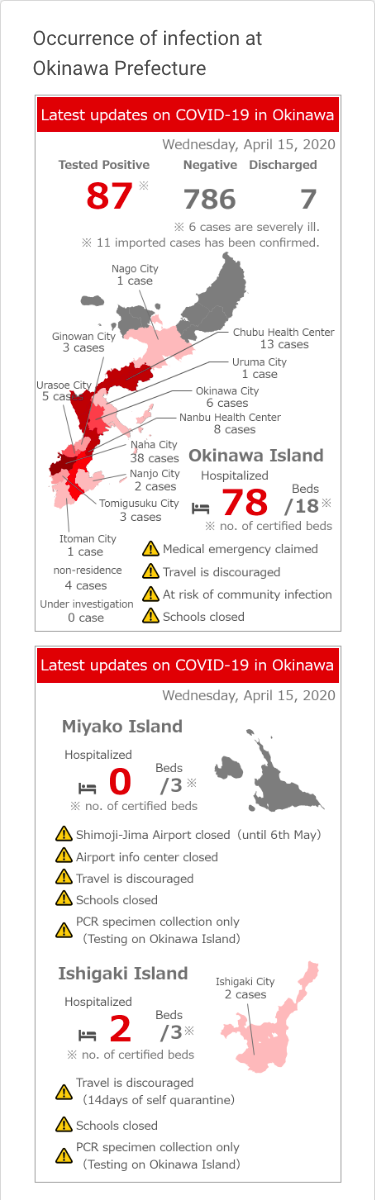 Occurrence of infection at
Okinawa Prefecture
Latest updates on COVID-19 in Okinawa
Wednesday, April 15, 2020
Tested Positive Negative Discharged
87※ 786 7
※ 6 cases are severely ill.
※ 11 imported cases has been confirmed.
Nago City
1 case
Ginowan City
3 cases
Chubu Health Center
13 cases
Uruma City
1 case
Urasoe City
5 cases
Okinawa City
6 cases
Nanbu Health Center
8 cases
Naha City
38 cases
Nanjo City
2 cases
Tomigusuku City
3 cases
Itoman City
1 case
non-residence
4 cases
Under investigation
0 case
Okinawa Island
Hospitalized
78
Beds
/18※
※ no. of certified beds
Medical emergency claimed
Travel is discouraged
At risk of community infection
Schools closed
Latest updates on COVID-19 in Okinawa
Wednesday, April 15, 2020
Miyako Island
Hospitalized
0
Beds
/3※
※ no. of certified beds
Shimoji-Jima Airport closed (until 6th May)
Airport info center closed
Travel is discouraged
Schools closed
PCR specimen collection only
(Testing on Okinawa Island)
Ishigaki Island
Ishigaki City
2 cases
Hospitalized
2
Beds
/3※
※ no. of certified beds
Travel is discouraged
(14days of self quarantine)
Schools closed
PCR specimen collection only
(Testing on Okinawa Island)